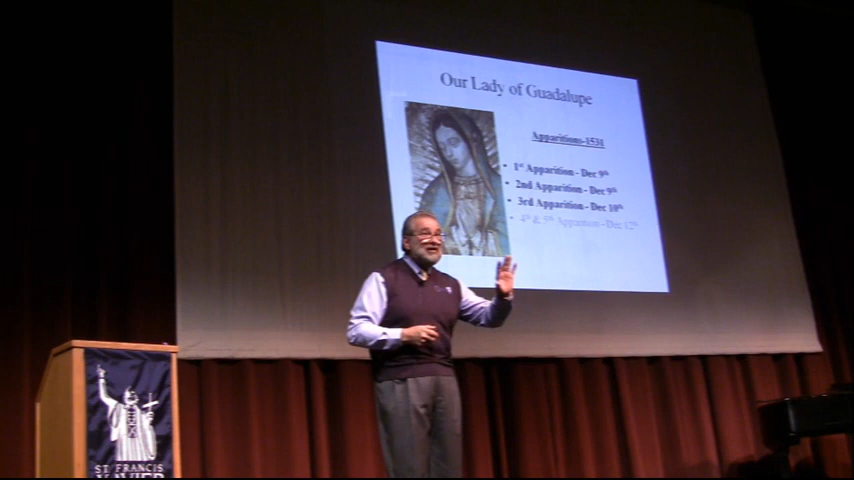 Our Lady of Guadalupe
Apparitions-1531
• 1st Apparition - Dec 9th
• 2nd Apparition - Dec 9th
• 3rd Apparition - Dec 10th
• 4th & 5th Apparition - Dec 12th
ST FRANCIS
XAVIER